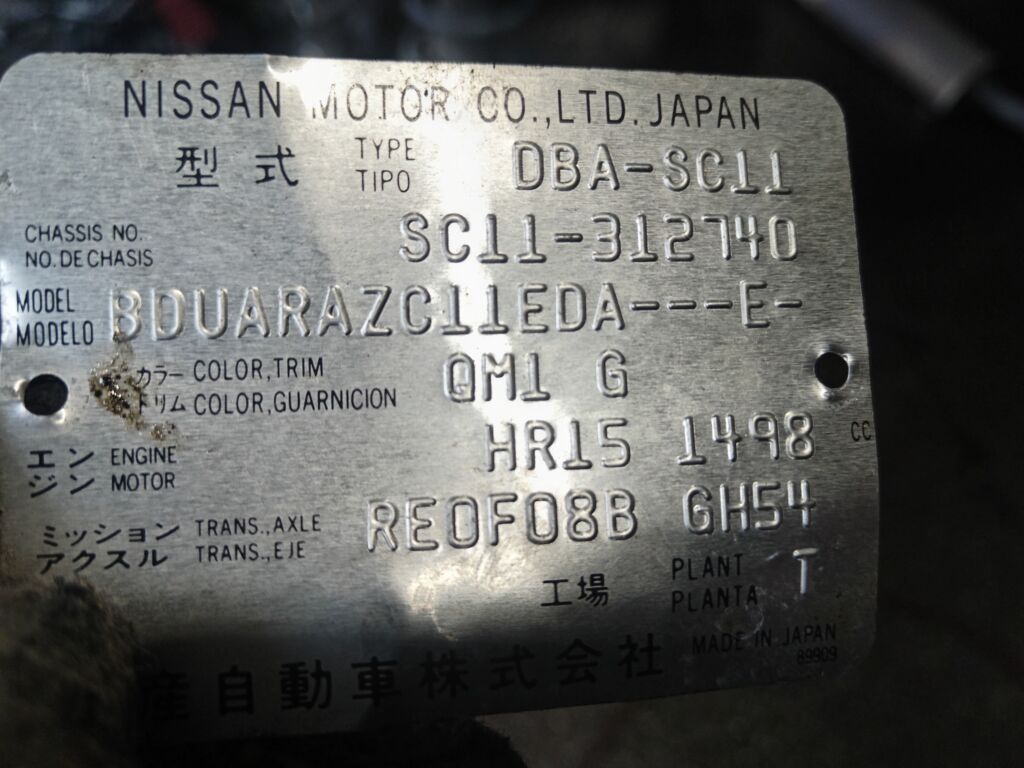 NISSAN MOTOR CO.,LTD. JAPAN
型式 TYPE TIPO DBA-SC11
CHASSIS NO. SC11-312740
NO. DE CHASIS
MODEL BDUARAZC11EDA---E-
MODELO
カラー COLOR,TRIM QM1 G
トリム COLOR,GUARNICION
エンジン ENGINE MOTOR HR15 1498 CC
ミッション TRANS.,AXLE RE0F08B GH54
アクスル TRANS.,EJE
工場 PLANT PLANTA T
産自動車株式会社 MADE IN JAPAN
89909